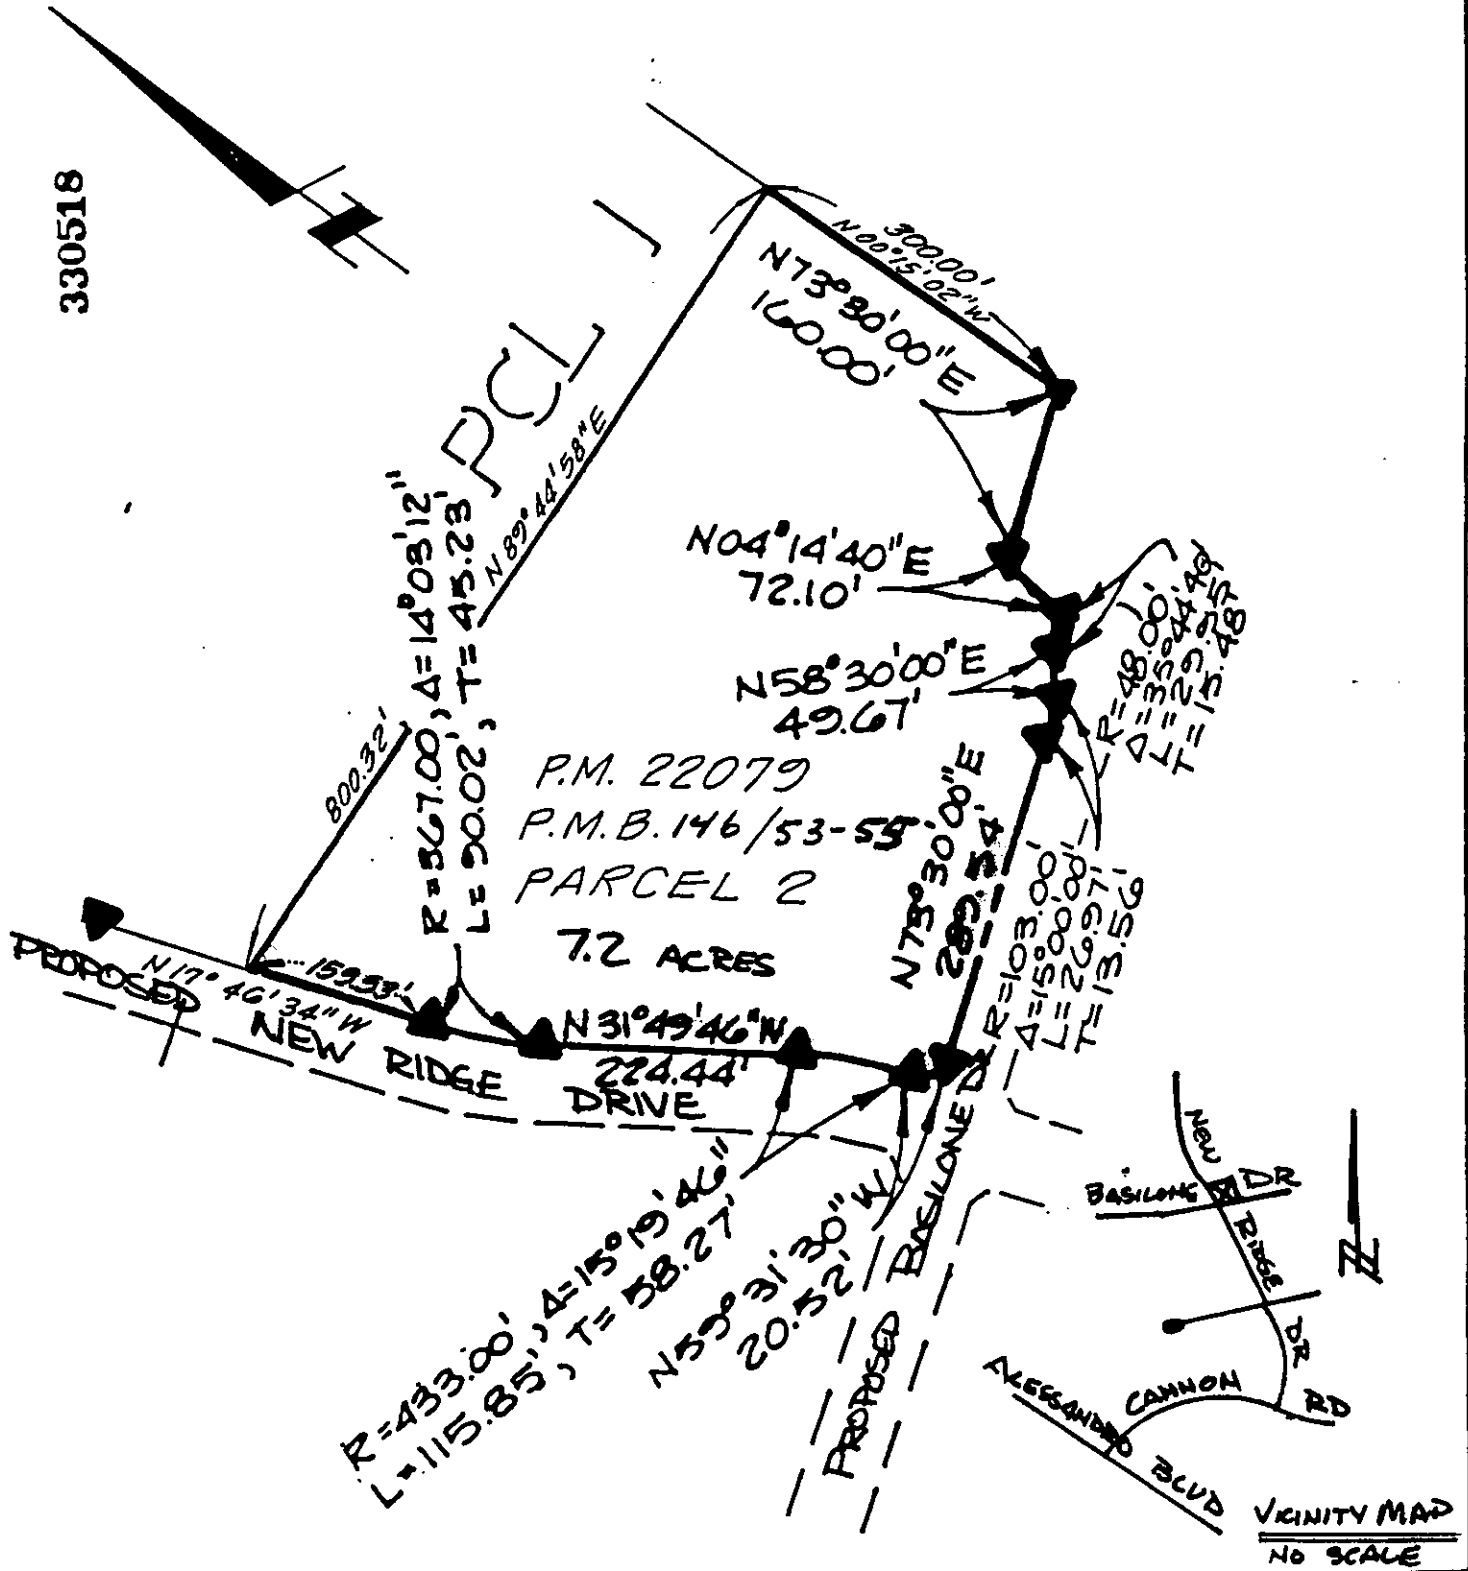 330518
PCL 1
300.00'
N00°15'02"W
N73°30'00"E
160.00'
N89°44'58"E
800.32'
N04°14'40"E
72.10'
R=48.00'
Δ=35°44'40"
L=29.95'
T=15.48'
N58°30'00"E
49.67'
R=367.00', Δ=14°03'12"
L=90.02', T=45.23'
P.M. 22079
P.M.B. 146/53-55
PARCEL 2
7.2 ACRES
N73°30'00"E
289.54'
R=103.00'
Δ=15°00'00"
L=26.97'
T=13.56'
159.93'
N17°46'34"W
PROPOSED NEW RIDGE DRIVE
N31°49'46"W
224.44'
R=433.00', Δ=15°19'46"
L=115.85', T=58.27'
N59°31'30"W
20.52'
PROPOSED BASILONE DR
NEW RIDGE DR
BASILONE DR
CANNON RD
ALESSANDRO BLVD
N
VICINITY MAP
NO SCALE